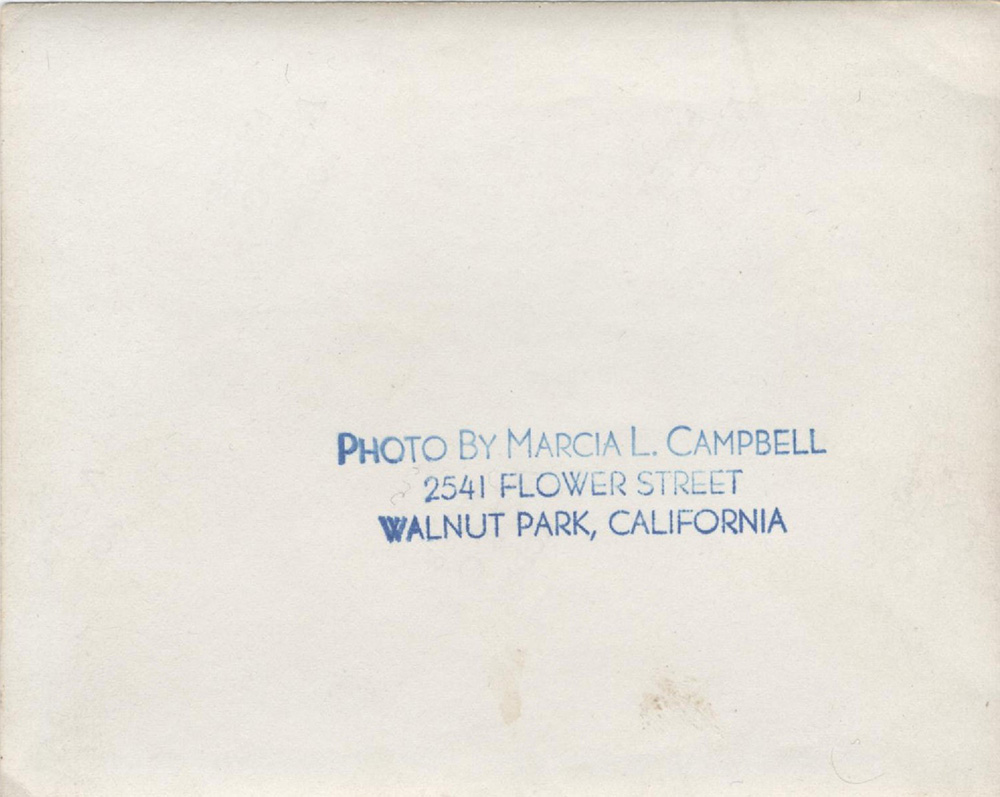 PHOTO BY MARCIA L. CAMPBELL
2541 FLOWER STREET
WALNUT PARK, CALIFORNIA